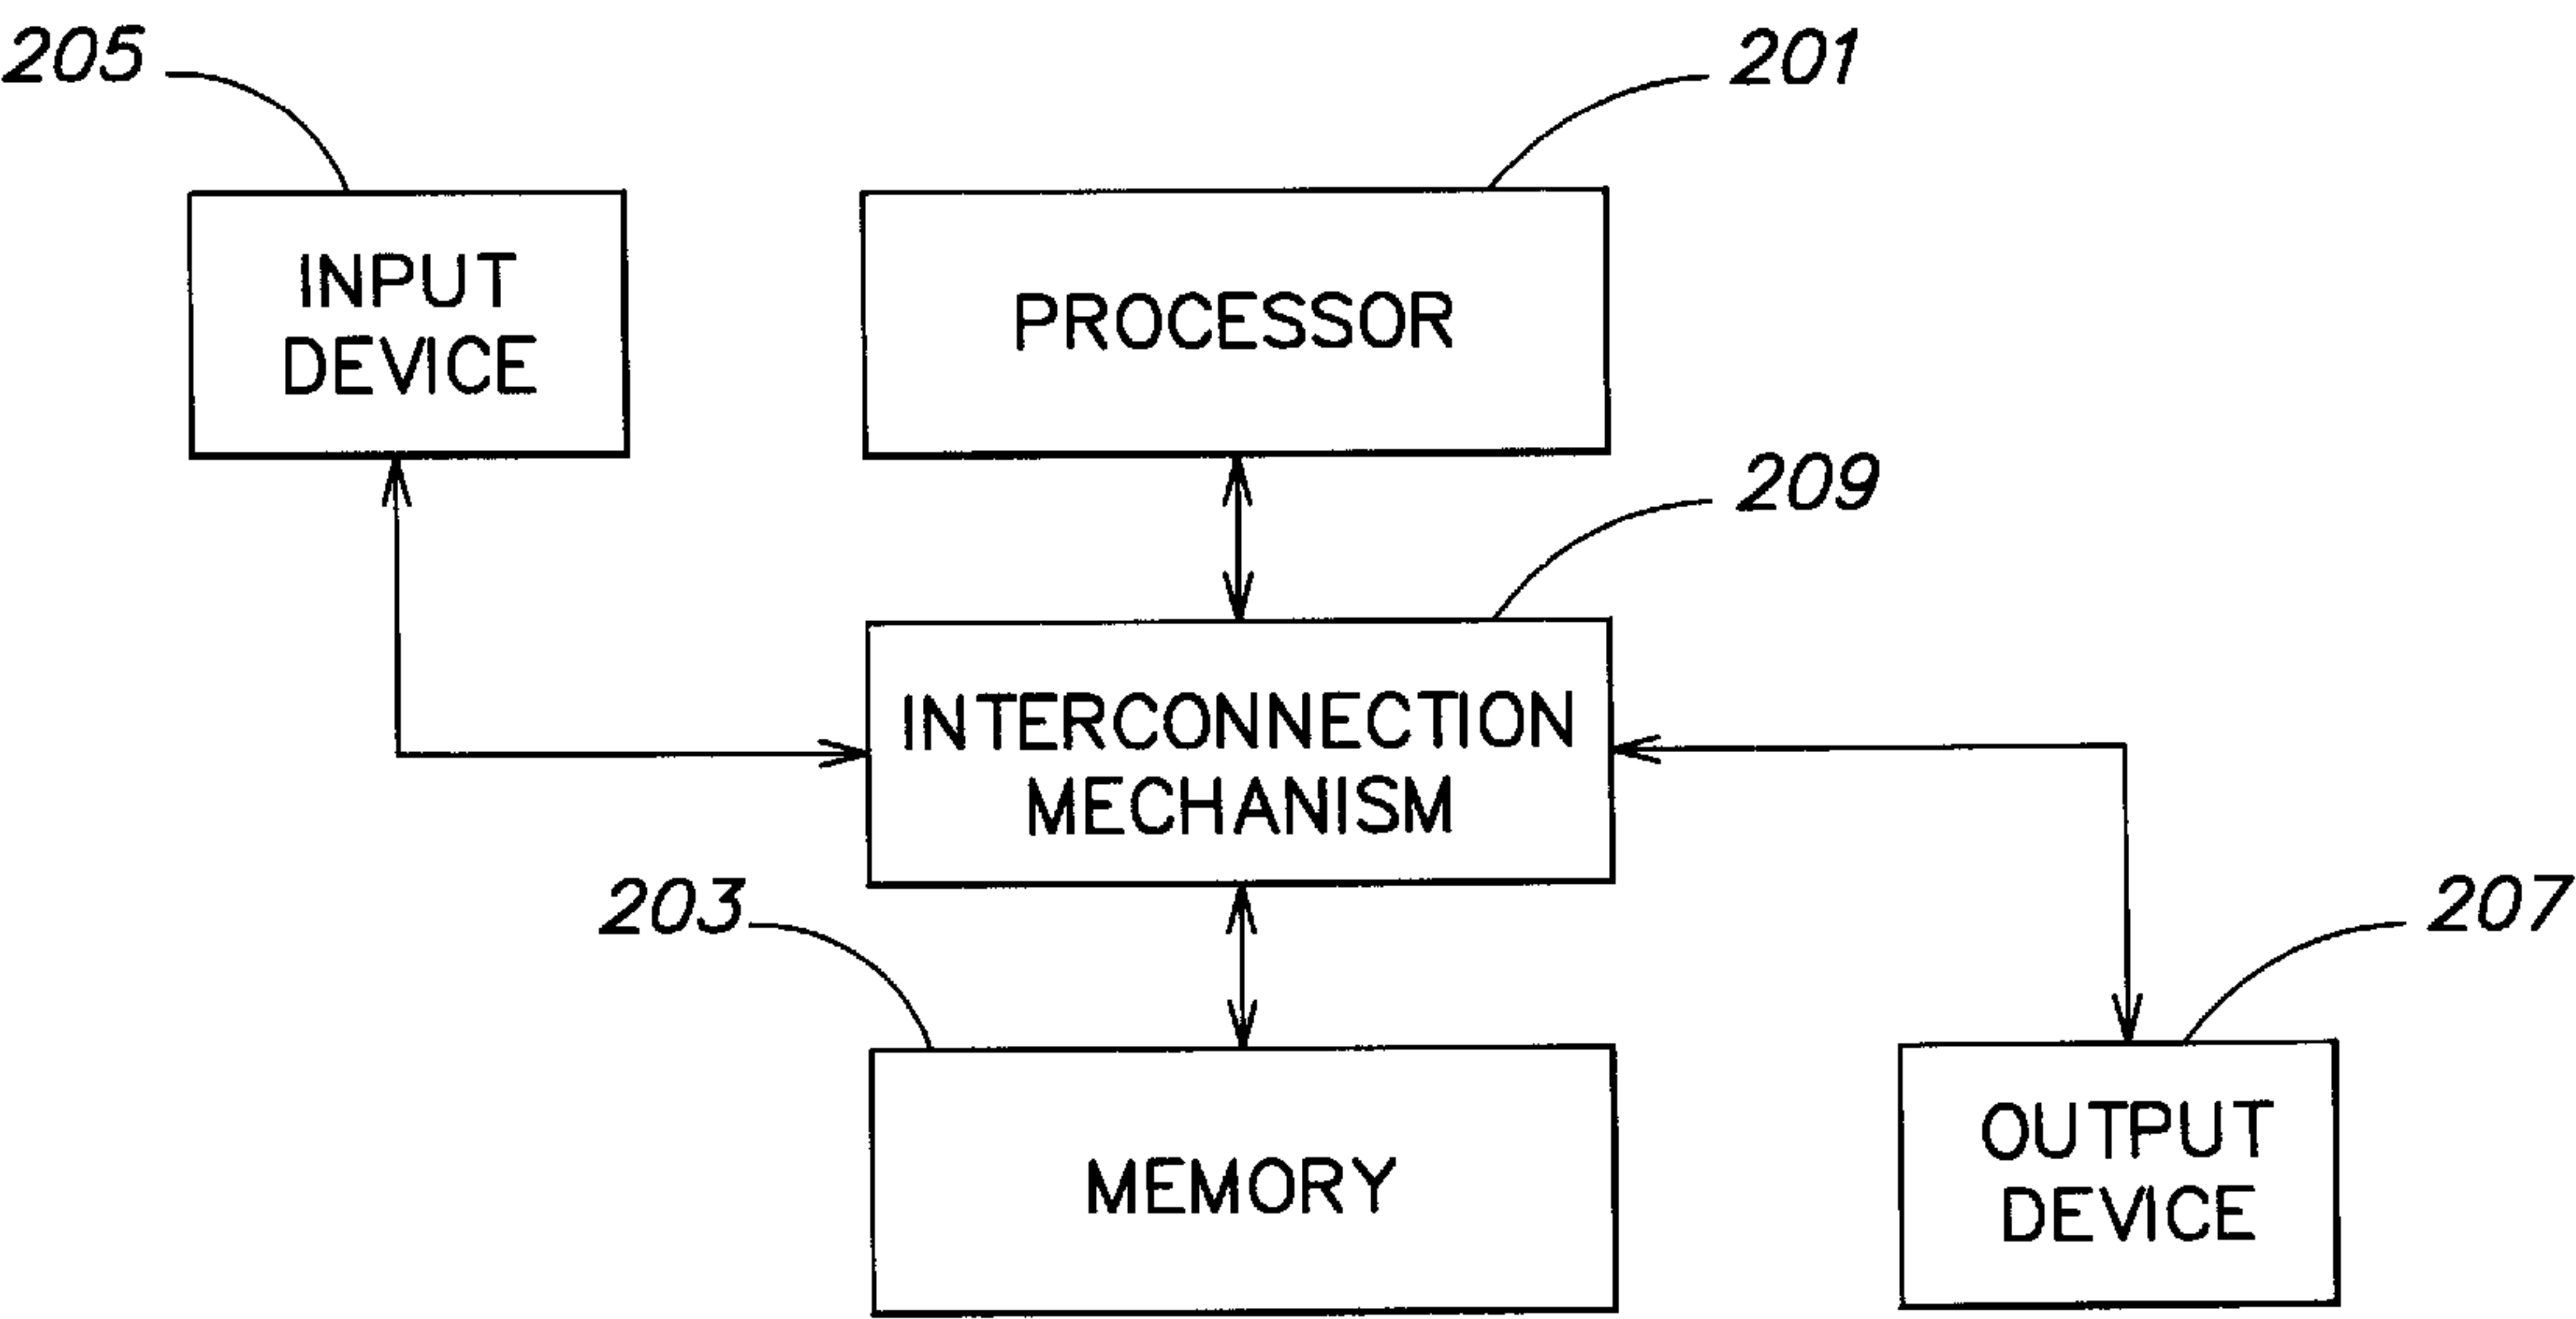 205
201
INPUT
DEVICE
PROCESSOR
209
INTERCONNECTION
MECHANISM
203
207
MEMORY
OUTPUT
DEVICE